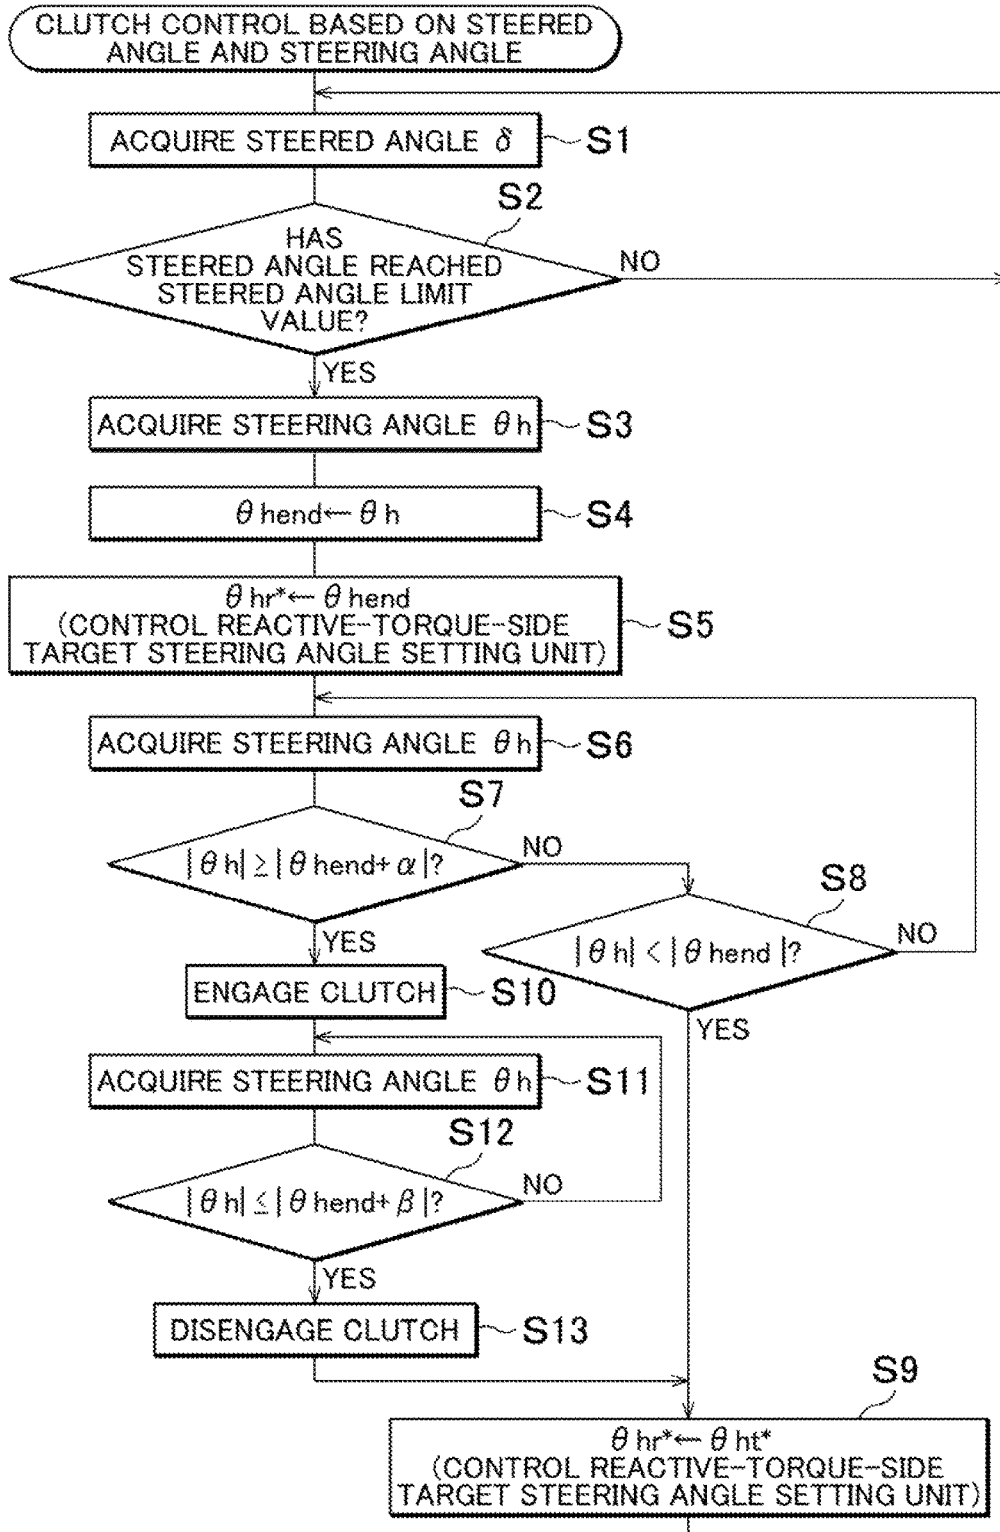 CLUTCH CONTROL BASED ON STEERED
ANGLE AND STEERING ANGLE
ACQUIRE STEERED ANGLE δ
S1
S2
HAS
STEERED ANGLE REACHED
STEERED ANGLE LIMIT
VALUE?
NO
YES
ACQUIRE STEERING ANGLE θh
S3
θhend← θh
S4
θhr*← θhend
(CONTROL REACTIVE-TORQUE-SIDE
TARGET STEERING ANGLE SETTING UNIT)
S5
ACQUIRE STEERING ANGLE θh
S6
S7
|θh| ≥ |θhend+ α|?
NO
YES
S8
|θh| < |θhend|?
NO
YES
ENGAGE CLUTCH
S10
ACQUIRE STEERING ANGLE θh
S11
S12
|θh| ≤ |θhend+ β|?
NO
YES
DISENGAGE CLUTCH
S13
S9
θhr*← θht*
(CONTROL REACTIVE-TORQUE-SIDE
TARGET STEERING ANGLE SETTING UNIT)